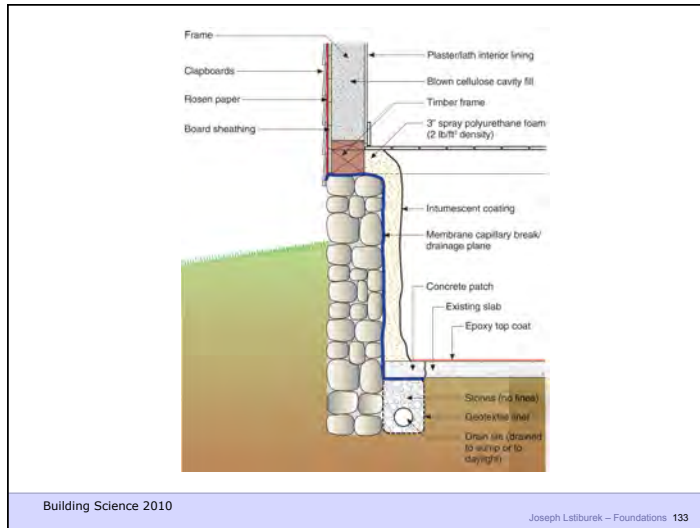 Frame
Clapboards
Rosen paper
Board sheathing
Plaster/lath interior lining
Blown cellulose cavity fill
Timber frame
3" spray polyurethane foam
(2 lb/ft³ density)
Intumescent coating
Membrane capillary break/
drainage plane
Concrete patch
Existing slab
Epoxy top coat
Stones (no fines)
Geotextile liner
Drain tile (drained
to sump or to
daylight)
Building Science 2010
Joseph Lstiburek – Foundations 133